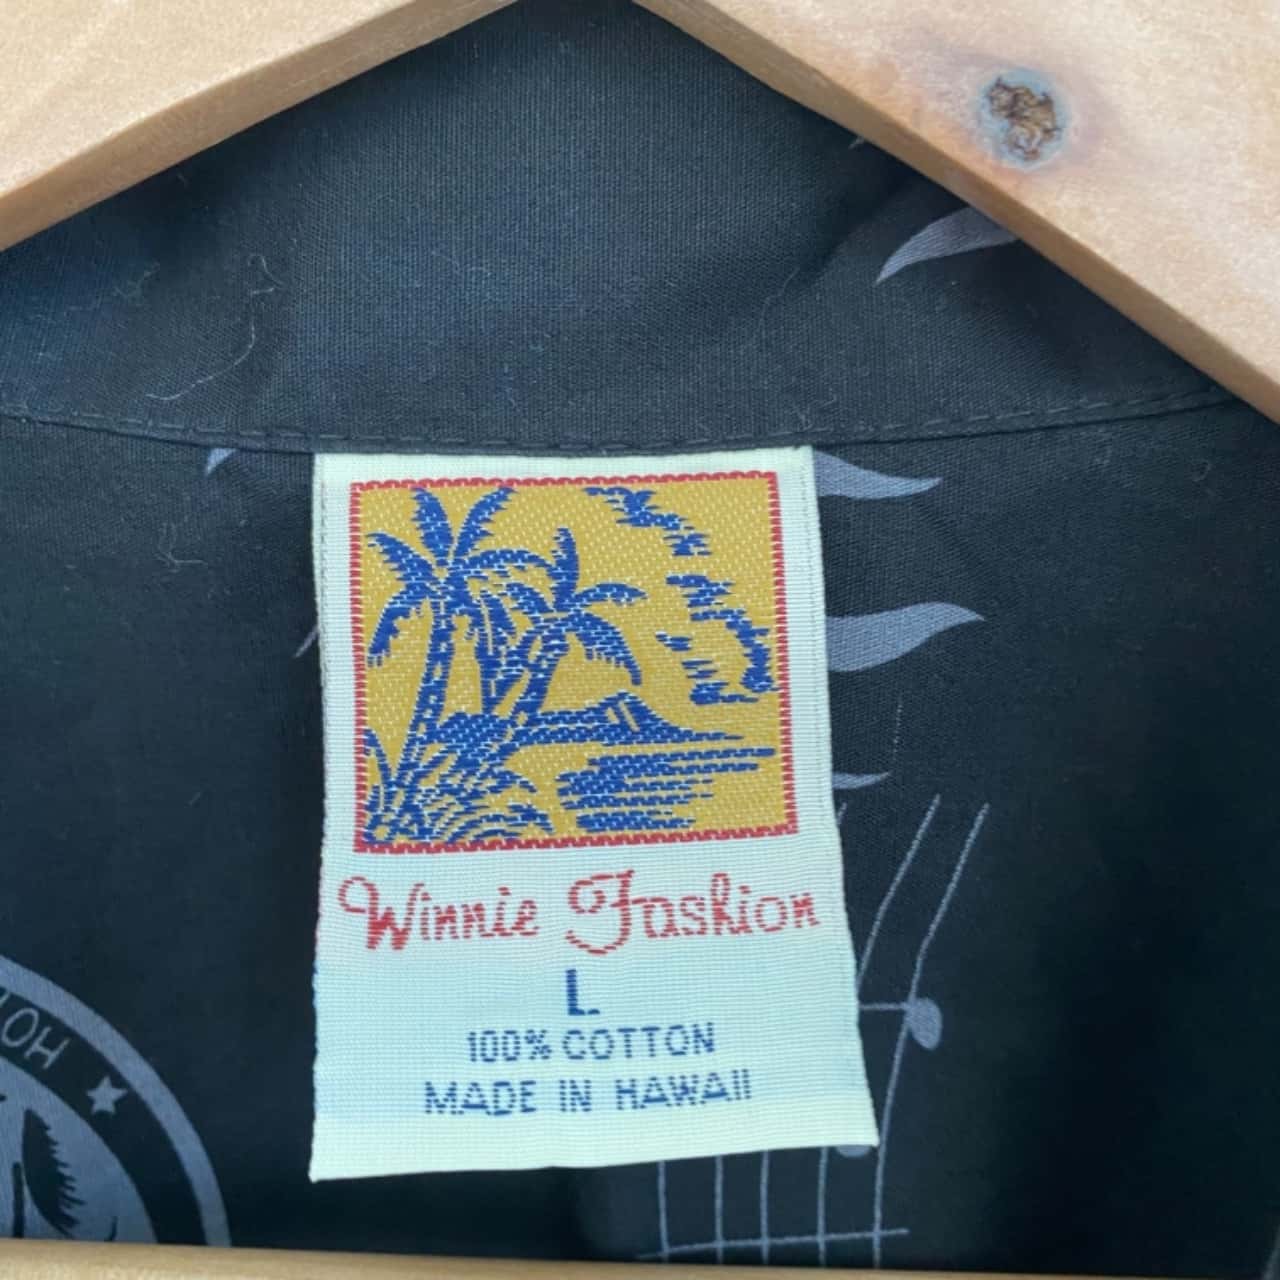 Winnie Fashion
L
100% COTTON
MADE IN HAWAII